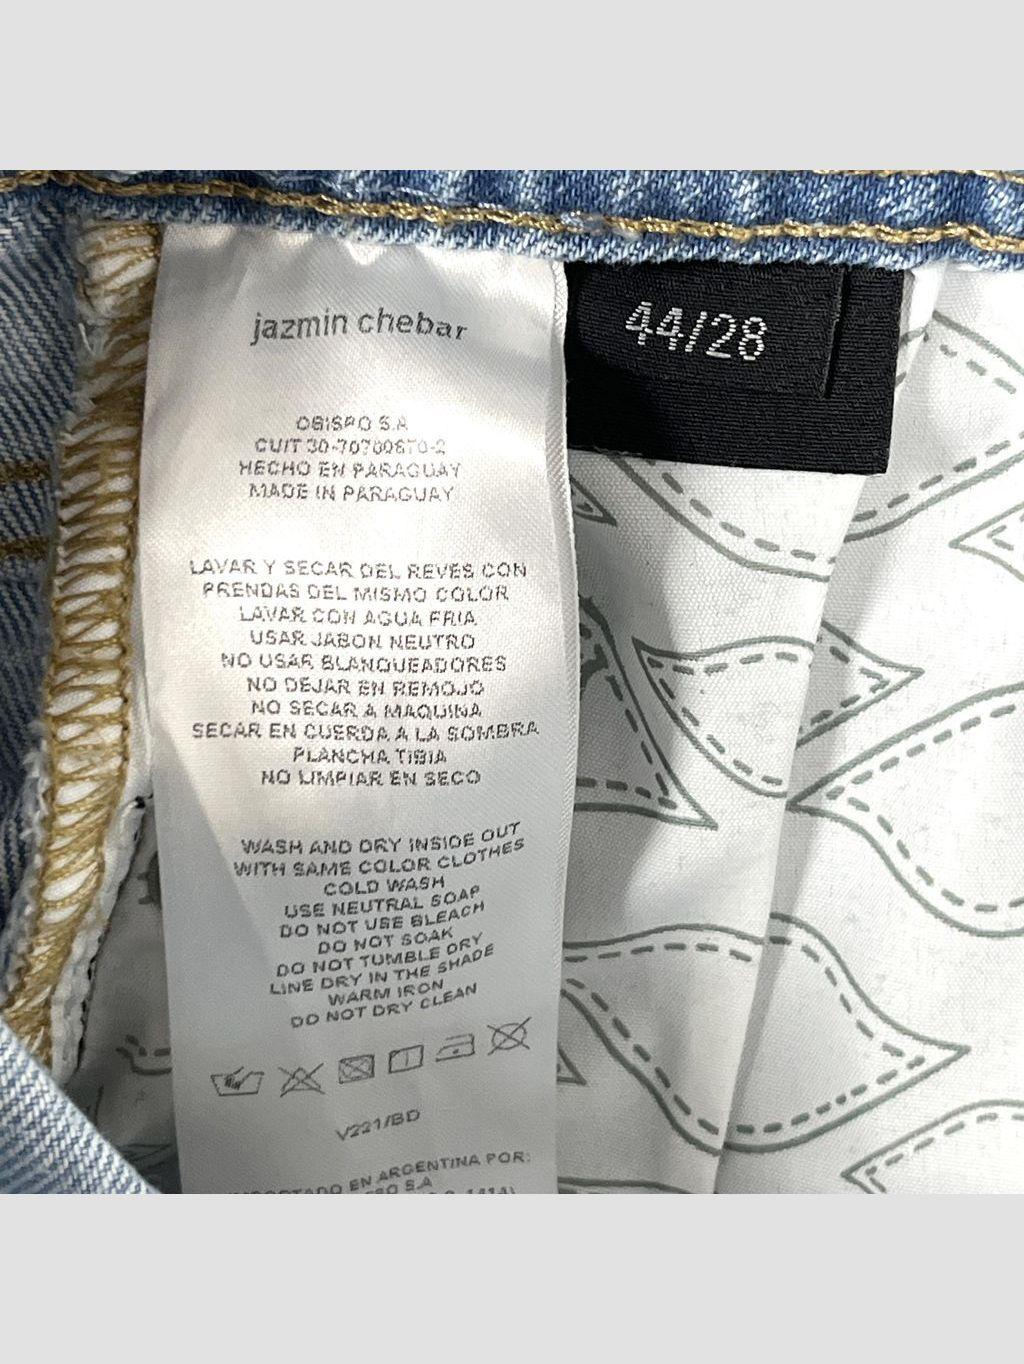 jazmin chebar
44/28
OBISPO S.A
CUIT
HECHO EN PARAGUAY
MADE IN PARAGUAY
LAVAR Y SECAR DEL REVES CON
PRENDAS DEL MISMO COLOR
LAVAR CON AGUA FRIA
USAR JABON NEUTRO
NO USAR BLANQUEADORES
NO DEJAR EN REMOJO
NO SECAR A MAQUINA
SECAR EN CUERDA A LA SOMBRA
PLANCHA TIBIA
NO LIMPIAR EN SECO
WASH AND DRY INSIDE OUT
WITH SAME COLOR CLOTHES
COLD WASH
USE NEUTRAL SOAP
DO NOT USE BLEACH
DO NOT SOAK
DO NOT TUMBLE DRY
LINE DRY IN THE SHADE
WARM IRON
DO NOT DRY CLEAN
V221/BD
IMPORTADO EN ARGENTINA POR:
S.A